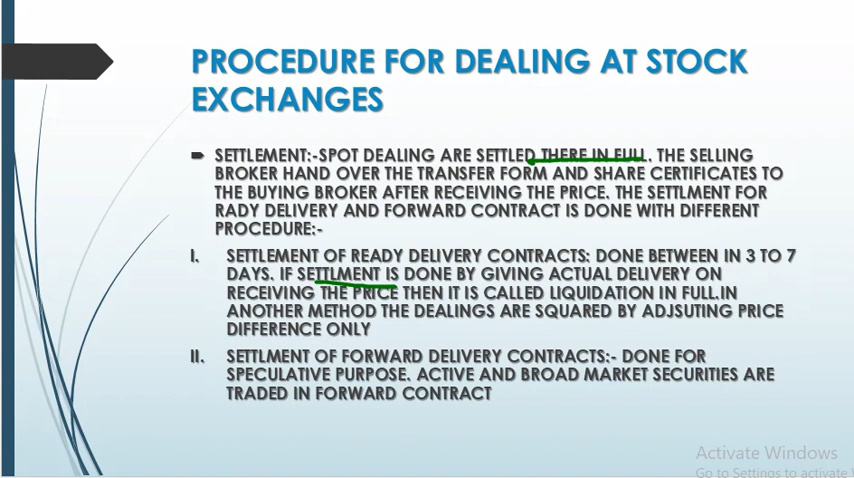 PROCEDURE FOR DEALING AT STOCK
EXCHANGES
SETTLEMENT:-SPOT DEALING ARE SETTLED THERE IN FULL. THE SELLING
BROKER HAND OVER THE TRANSFER FORM AND SHARE CERTIFICATES TO
THE BUYING BROKER AFTER RECEIVING THE PRICE. THE SETTLMENT FOR
RADY DELIVERY AND FORWARD CONTRACT IS DONE WITH DIFFERENT
PROCEDURE:-
I. SETTLEMENT OF READY DELIVERY CONTRACTS: DONE BETWEEN IN 3 TO 7
DAYS. IF SETTLMENT IS DONE BY GIVING ACTUAL DELIVERY ON
RECEIVING THE PRICE THEN IT IS CALLED LIQUIDATION IN FULL.IN
ANOTHER METHOD THE DEALINGS ARE SQUARED BY ADJSUTING PRICE
DIFFERENCE ONLY
II. SETTLMENT OF FORWARD DELIVERY CONTRACTS:- DONE FOR
SPECULATIVE PURPOSE. ACTIVE AND BROAD MARKET SECURITIES ARE
TRADED IN FORWARD CONTRACT
Activate Windows
Go to Settings to activate W